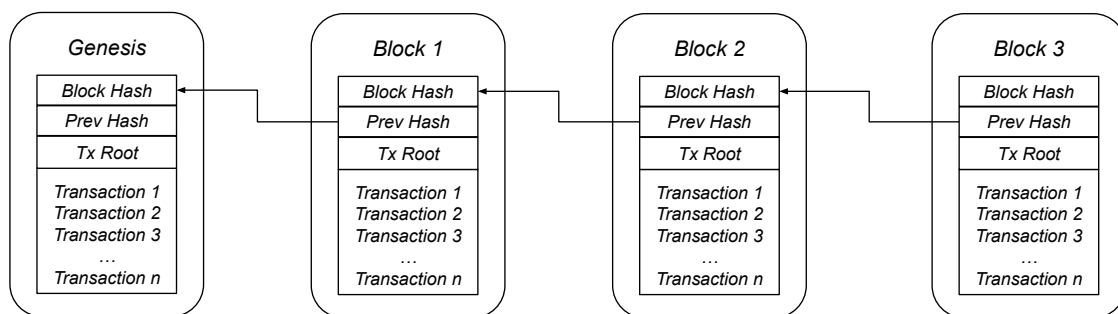 Genesis
Block Hash
Prev Hash
Tx Root
Transaction 1
Transaction 2
Transaction 3
...
Transaction n
Block 1
Block Hash
Prev Hash
Tx Root
Transaction 1
Transaction 2
Transaction 3
...
Transaction n
Block 2
Block Hash
Prev Hash
Tx Root
Transaction 1
Transaction 2
Transaction 3
...
Transaction n
Block 3
Block Hash
Prev Hash
Tx Root
Transaction 1
Transaction 2
Transaction 3
...
Transaction n